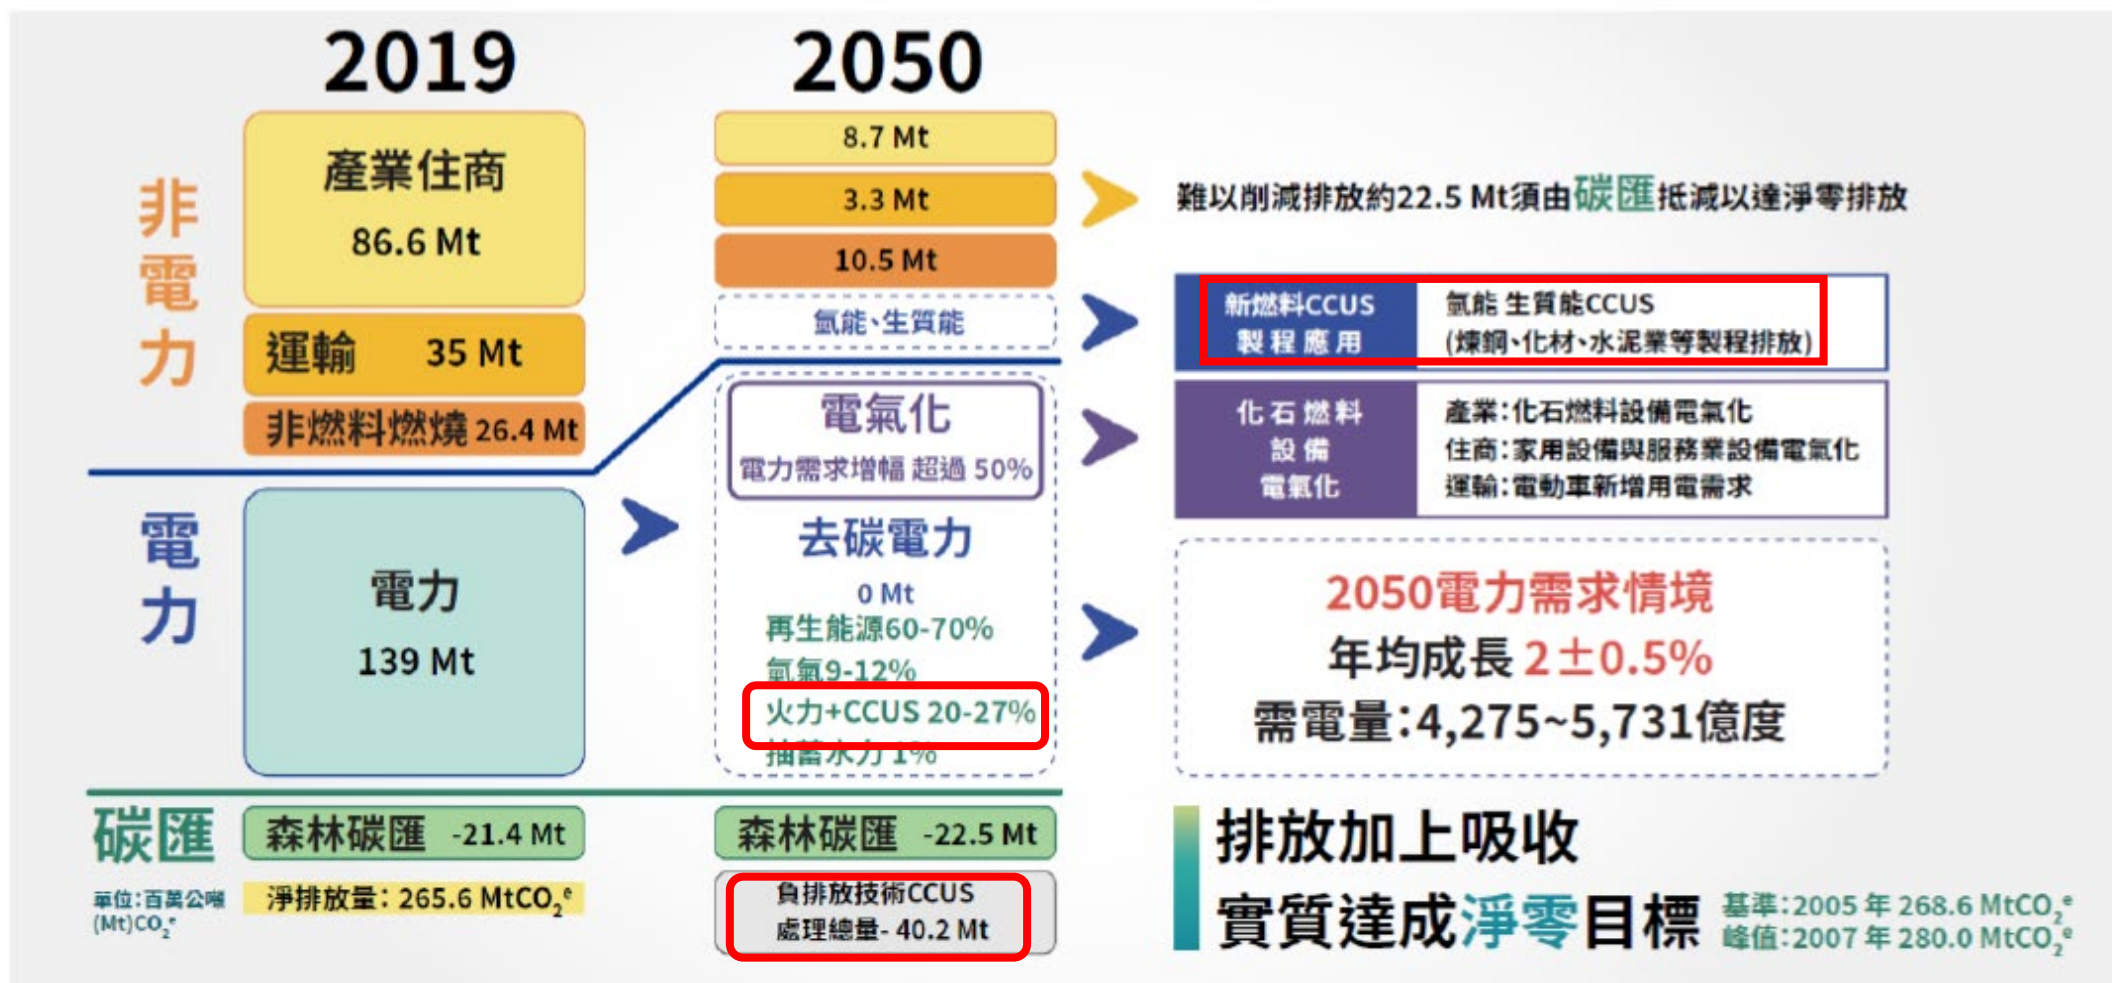 2019
2050
非電力
產業住商
86.6 Mt
運輸 35 Mt
非燃料燃燒 26.4 Mt
8.7 Mt
3.3 Mt
10.5 Mt
氫能、生質能
難以削減排放約22.5 Mt須由碳匯抵減以達淨零排放
新燃料CCUS
製程應用
氫能 生質能CCUS
(煉鋼、化材、水泥業等製程排放)
電力
電力
139 Mt
電氣化
電力需求增幅 超過 50%
去碳電力
0 Mt
再生能源60-70%
氫氣9-12%
火力+CCUS 20-27%
抽蓄水力 1%
化石燃料
設備
電氣化
產業：化石燃料設備電氣化
住商：家用設備與服務業設備電氣化
運輸：電動車新增用電需求
2050電力需求情境
年均成長 2±0.5%
需電量：4,275~5,731億度
碳匯
單位：百萬公噸
(Mt)CO₂ᵉ
森林碳匯 -21.4 Mt
淨排放量： 265.6 MtCO₂ᵉ
森林碳匯 -22.5 Mt
負排放技術CCUS
處理總量- 40.2 Mt
排放加上吸收
實質達成淨零目標
基準：2005 年 268.6 MtCO₂ᵉ
峰值：2007 年 280.0 MtCO₂ᵉ